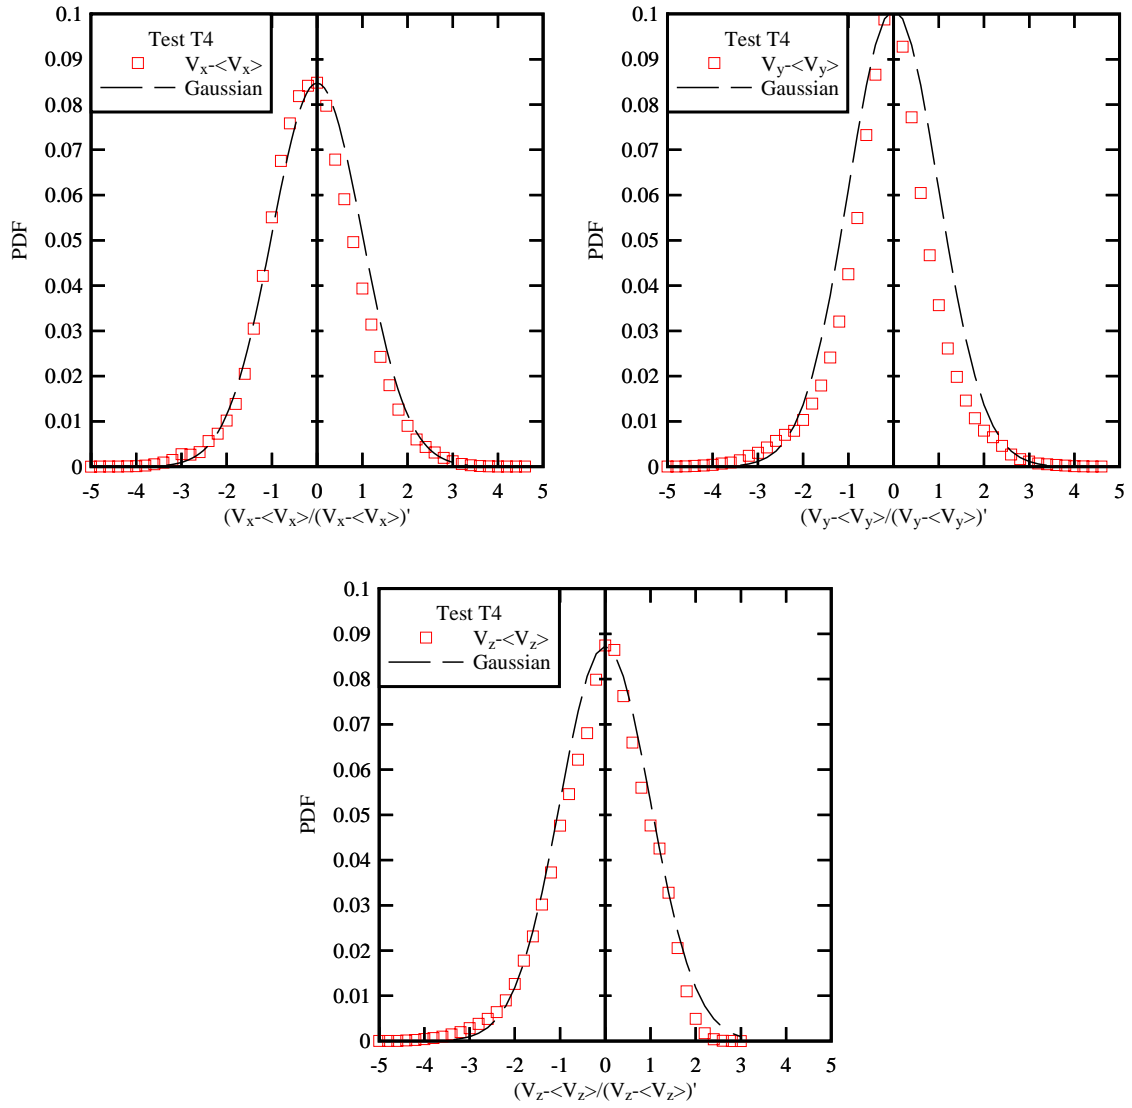 Test T4
Vx-<Vx>
Gaussian
PDF
0.1
0.09
0.08
0.07
0.06
0.05
0.04
0.03
0.02
0.01
0
-5 -4 -3 -2 -1 0 1 2 3 4 5
(Vx-<Vx>/(Vx-<Vx>)'
Test T4
Vy-<Vy>
Gaussian
PDF
0.1
0.09
0.08
0.07
0.06
0.05
0.04
0.03
0.02
0.01
0
-5 -4 -3 -2 -1 0 1 2 3 4 5
(Vy-<Vy>/(Vy-<Vy>)'
Test T4
Vz-<Vz>
Gaussian
PDF
0.1
0.09
0.08
0.07
0.06
0.05
0.04
0.03
0.02
0.01
0
-5 -4 -3 -2 -1 0 1 2 3 4 5
(Vz-<Vz>/(Vz-<Vz>)'